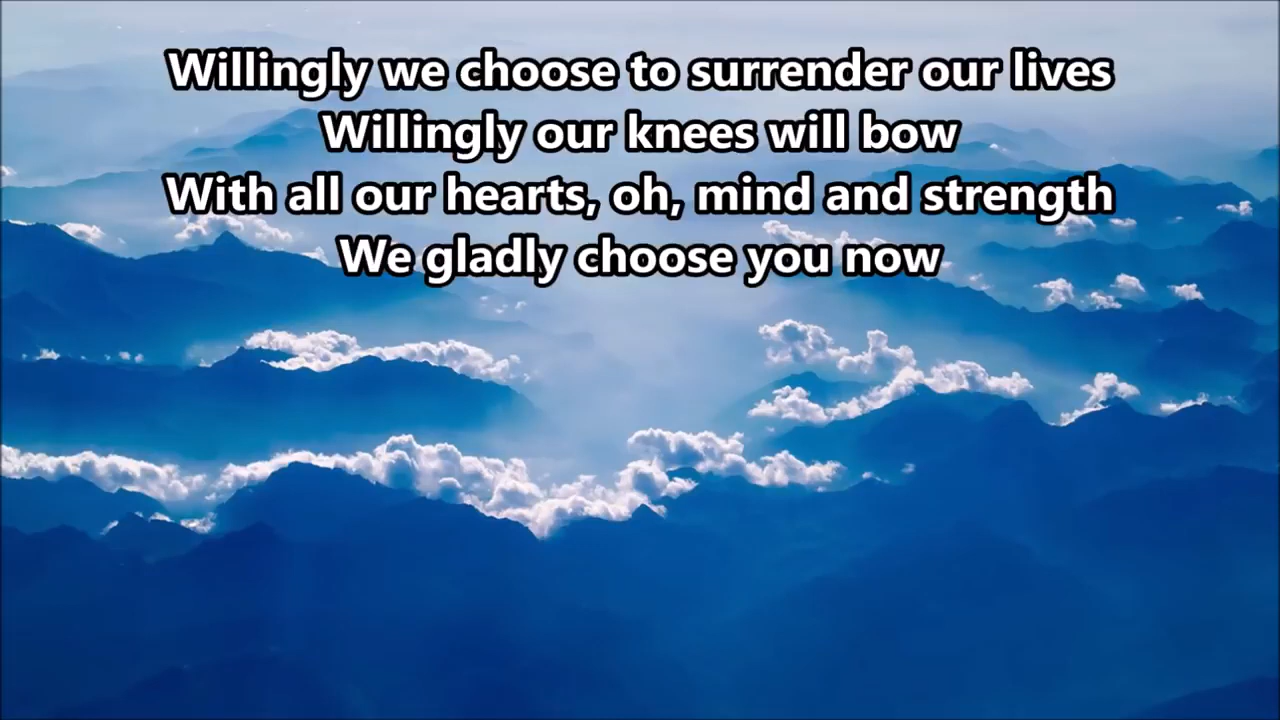 Willingly we choose to surrender our lives
Willingly our knees will bow
With all our hearts, oh, mind and strength
We gladly choose you now